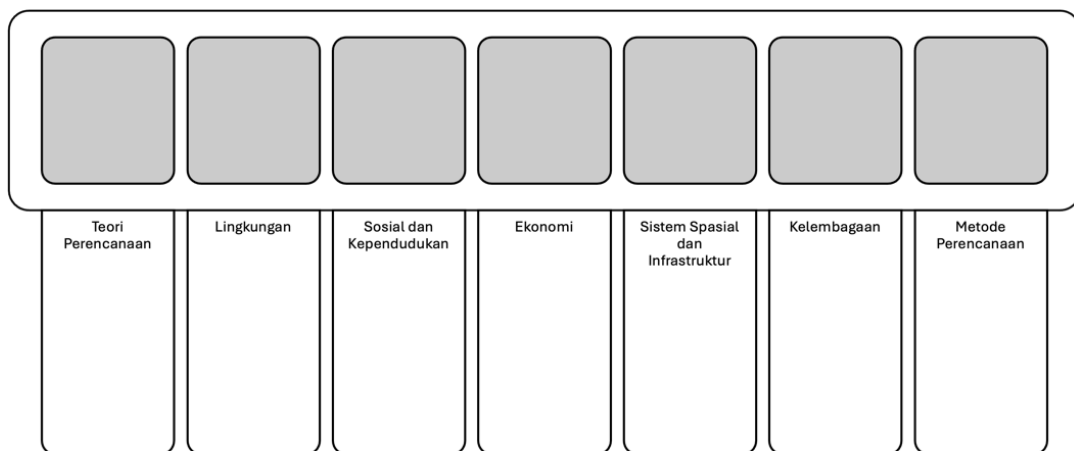 Teori
Perencanaan
Lingkungan
Sosial dan
Kependudukan
Ekonomi
Sistem Spasial
dan
Infrastruktur
Kelembagaan
Metode
Perencanaan